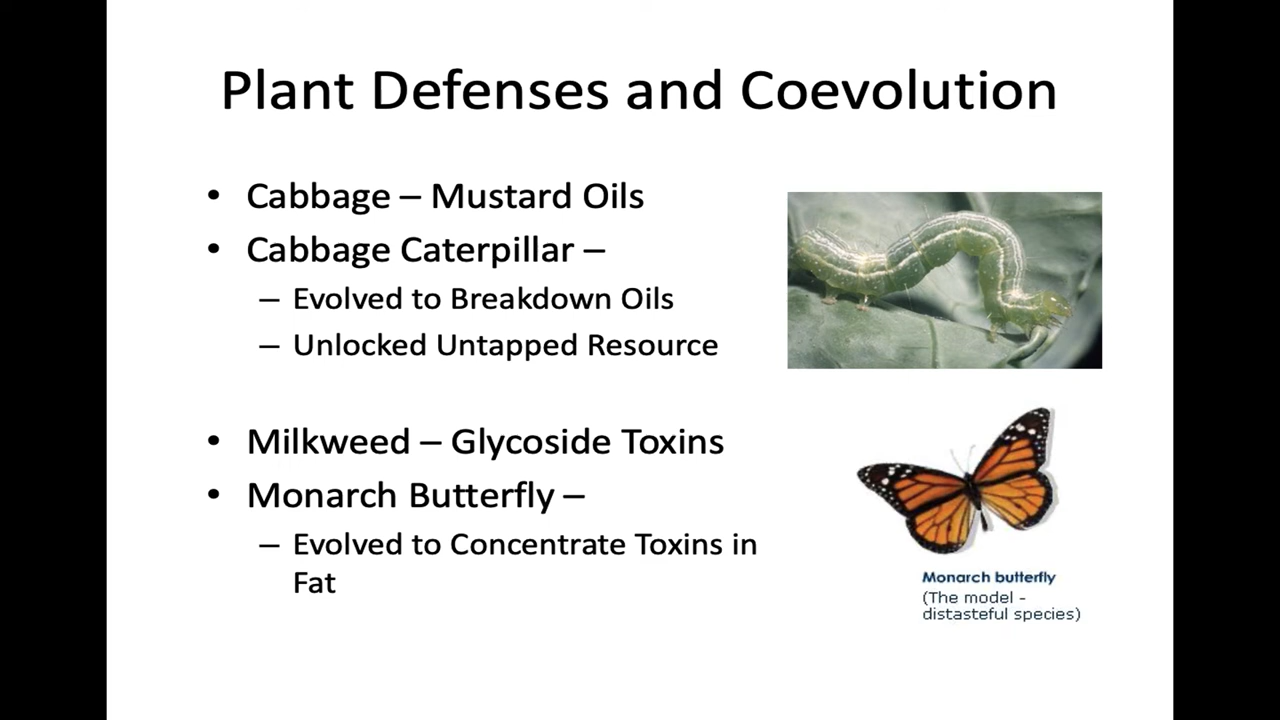 Plant Defenses and Coevolution
• Cabbage – Mustard Oils
• Cabbage Caterpillar –
– Evolved to Breakdown Oils
– Unlocked Untapped Resource
• Milkweed – Glycoside Toxins
• Monarch Butterfly –
– Evolved to Concentrate Toxins in
Fat
Monarch butterfly
(The model -
distasteful species)